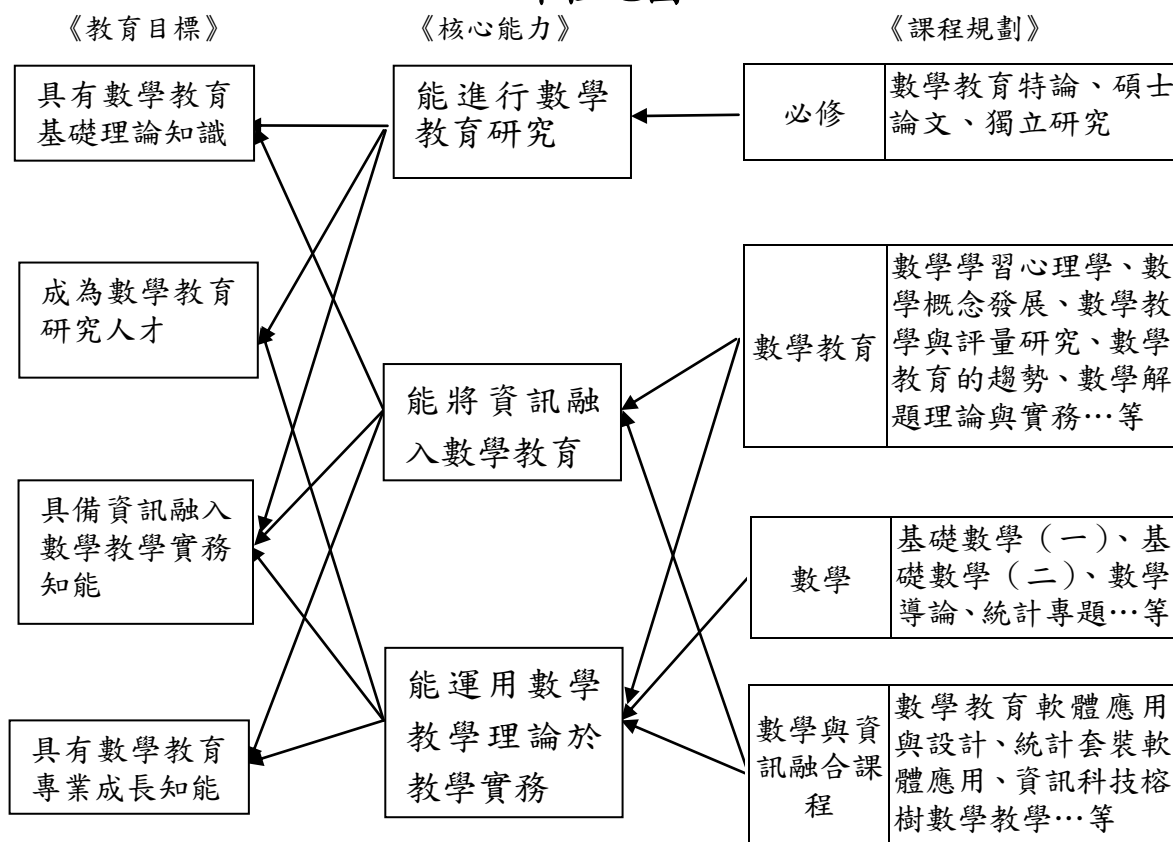 《教育目標》
《核心能力》
《課程規劃》
具有數學教育
基礎理論知識
成為數學教育
研究人才
具備資訊融入
數學教學實務
知能
具有數學教育
專業成長知能
能進行數學
教育研究
能將資訊融
入數學教育
能運用數學
教學理論於
教學實務
必修
數學教育特論、碩士
論文、獨立研究
數學教育
數學學習心理學、數
學概念發展、數學教
學與評量研究、數學
教育的趨勢、數學解
題理論與實務…等
數學
基礎數學（一）、基
礎數學（二）、數學
導論、統計專題…等
數學與資
訊融合課
程
數學教育軟體應用
與設計、統計套裝軟
體應用、資訊科技榕
樹數學教學…等